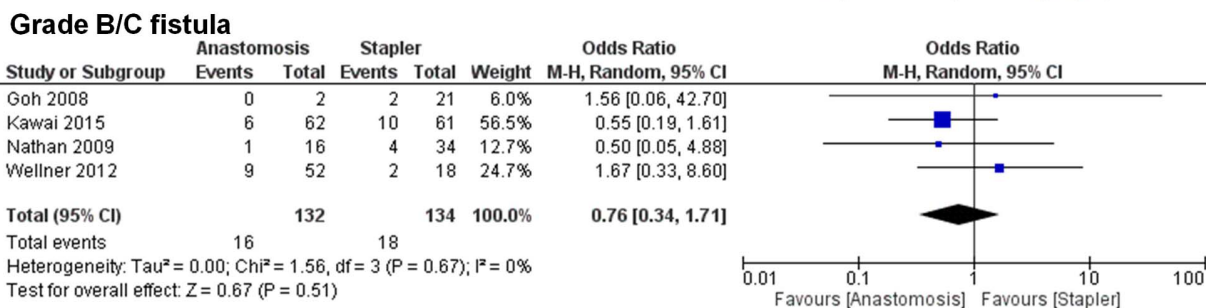 Grade B/C fistula
Anastomosis Stapler Odds Ratio Odds Ratio
Study or Subgroup Events Total Events Total Weight M-H, Random, 95% CI M-H, Random, 95% CI
Goh 2008 0 2 2 21 6.0% 1.56 [0.06, 42.70]
Kawai 2015 6 62 10 61 56.5% 0.55 [0.19, 1.61]
Nathan 2009 1 16 4 34 12.7% 0.50 [0.05, 4.88]
Wellner 2012 9 52 2 18 24.7% 1.67 [0.33, 8.60]
Total (95% CI) 132 134 100.0% 0.76 [0.34, 1.71]
Total events 16 18
Heterogeneity: Tau² = 0.00; Chi² = 1.56, df = 3 (P = 0.67); I² = 0%
Test for overall effect: Z = 0.67 (P = 0.51)
0.01 0.1 1 10 100
Favours [Anastomosis] Favours [Stapler]